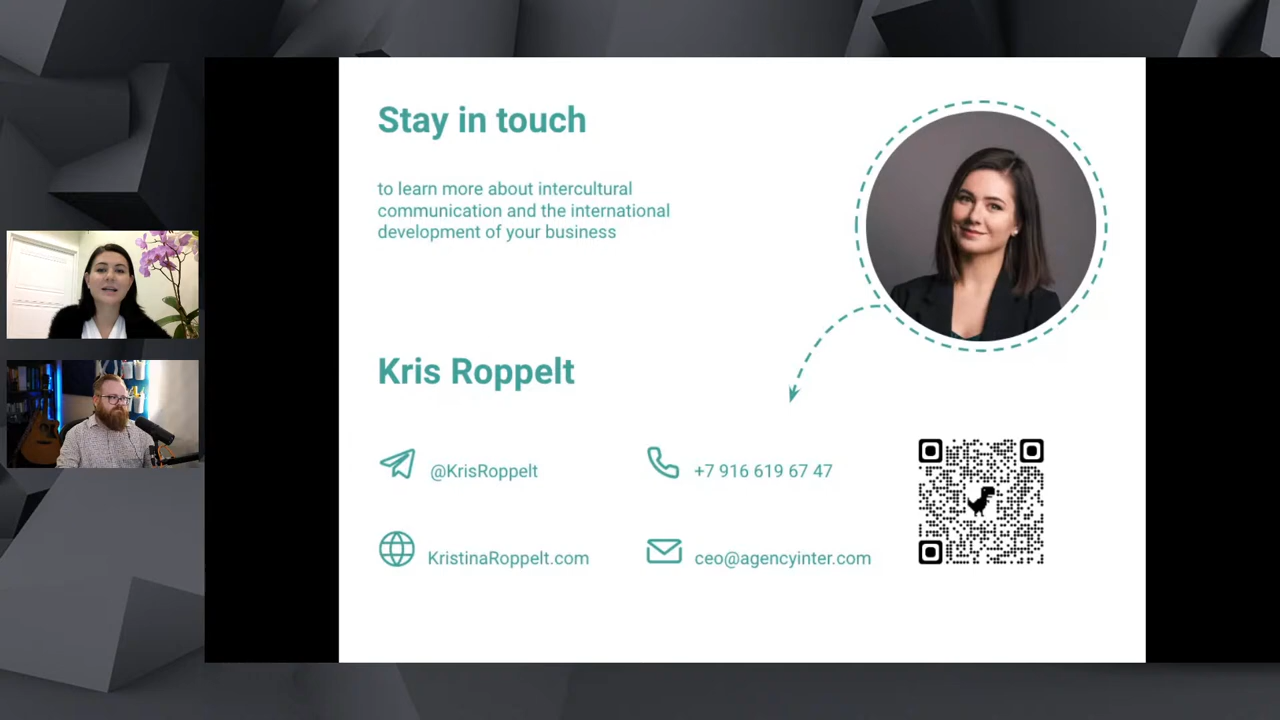 Stay in touch
to learn more about intercultural
communication and the international
development of your business
Kris Roppelt
@KrisRoppelt
+7 916 619 67 47
KristinaRoppelt.com
ceo@agencyinter.com